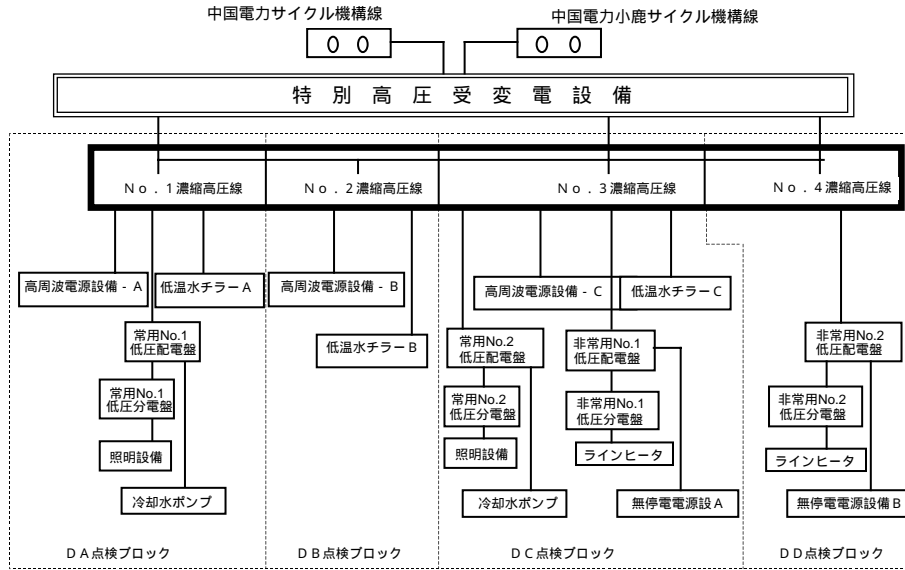 中国電力サイクル機構線
中国電力小鹿サイクル機構線
特別高圧受変電設備
No.1濃縮高圧線
No.2濃縮高圧線
No.3濃縮高圧線
No.4濃縮高圧線
高周波電源設備-A
低温水チラーA
高周波電源設備-B
高周波電源設備-C
低温水チラーC
常用No.1
低圧配電盤
低温水チラーB
常用No.2
低圧配電盤
非常用No.1
低圧配電盤
非常用No.2
低圧配電盤
常用No.1
低圧分電盤
常用No.2
低圧分電盤
非常用No.1
低圧分電盤
非常用No.2
低圧分電盤
照明設備
照明設備
ラインヒータ
ラインヒータ
冷却水ポンプ
冷却水ポンプ
無停電電源設A
無停電電源設備B
DA点検ブロック
DB点検ブロック
DC点検ブロック
DD点検ブロック